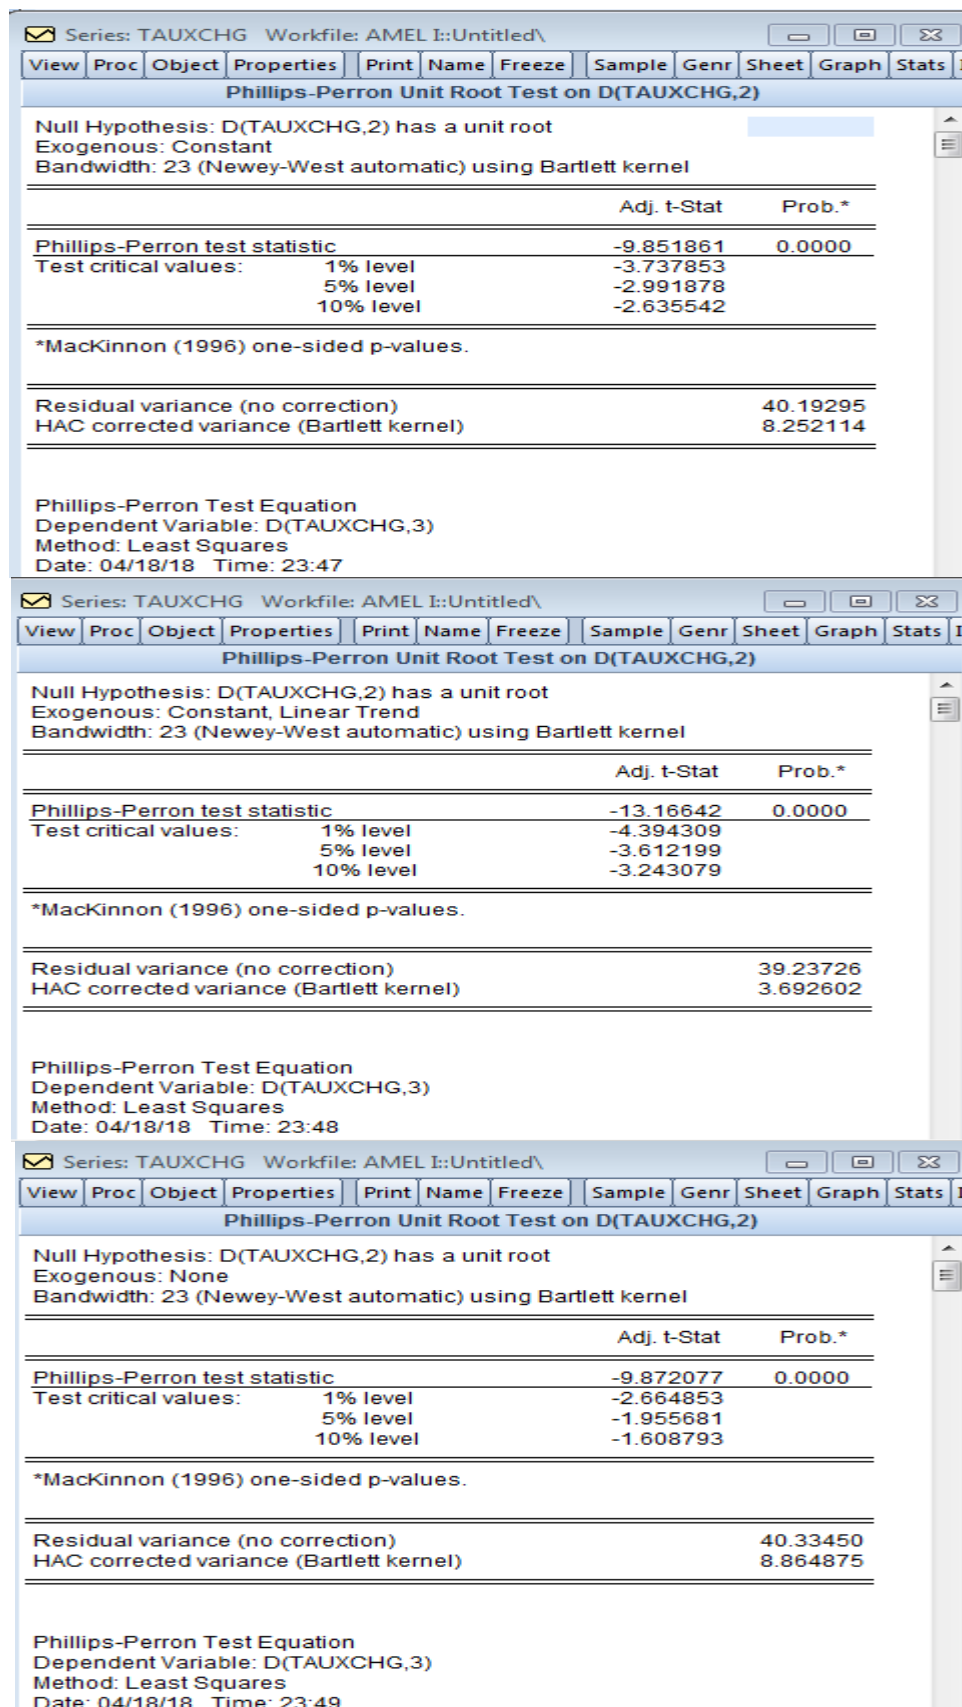 Series: TAUXCHG Workfile: AMEL I::Untitled\
View Proc Object Properties Print Name Freeze Sample Genr Sheet Graph Stats
Phillips-Perron Unit Root Test on D(TAUXCHG,2)
Null Hypothesis: D(TAUXCHG,2) has a unit root
Exogenous: Constant
Bandwidth: 23 (Newey-West automatic) using Bartlett kernel
Adj. t-Stat Prob.*
Phillips-Perron test statistic -9.851861 0.0000
Test critical values: 1% level -3.737853
5% level -2.991878
10% level -2.635542
*MacKinnon (1996) one-sided p-values.
Residual variance (no correction) 40.19295
HAC corrected variance (Bartlett kernel) 8.252114
Phillips-Perron Test Equation
Dependent Variable: D(TAUXCHG,3)
Method: Least Squares
Date: 04/18/18 Time: 23:47
Series: TAUXCHG Workfile: AMEL I::Untitled\
View Proc Object Properties Print Name Freeze Sample Genr Sheet Graph Stats
Phillips-Perron Unit Root Test on D(TAUXCHG,2)
Null Hypothesis: D(TAUXCHG,2) has a unit root
Exogenous: Constant, Linear Trend
Bandwidth: 23 (Newey-West automatic) using Bartlett kernel
Adj. t-Stat Prob.*
Phillips-Perron test statistic -13.16642 0.0000
Test critical values: 1% level -4.394309
5% level -3.612199
10% level -3.243079
*MacKinnon (1996) one-sided p-values.
Residual variance (no correction) 39.23726
HAC corrected variance (Bartlett kernel) 3.692602
Phillips-Perron Test Equation
Dependent Variable: D(TAUXCHG,3)
Method: Least Squares
Date: 04/18/18 Time: 23:48
Series: TAUXCHG Workfile: AMEL I::Untitled\
View Proc Object Properties Print Name Freeze Sample Genr Sheet Graph Stats
Phillips-Perron Unit Root Test on D(TAUXCHG,2)
Null Hypothesis: D(TAUXCHG,2) has a unit root
Exogenous: None
Bandwidth: 23 (Newey-West automatic) using Bartlett kernel
Adj. t-Stat Prob.*
Phillips-Perron test statistic -9.872077 0.0000
Test critical values: 1% level -2.664853
5% level -1.955681
10% level -1.608793
*MacKinnon (1996) one-sided p-values.
Residual variance (no correction) 40.33450
HAC corrected variance (Bartlett kernel) 8.864875
Phillips-Perron Test Equation
Dependent Variable: D(TAUXCHG,3)
Method: Least Squares
Date: 04/18/18 Time: 23:49